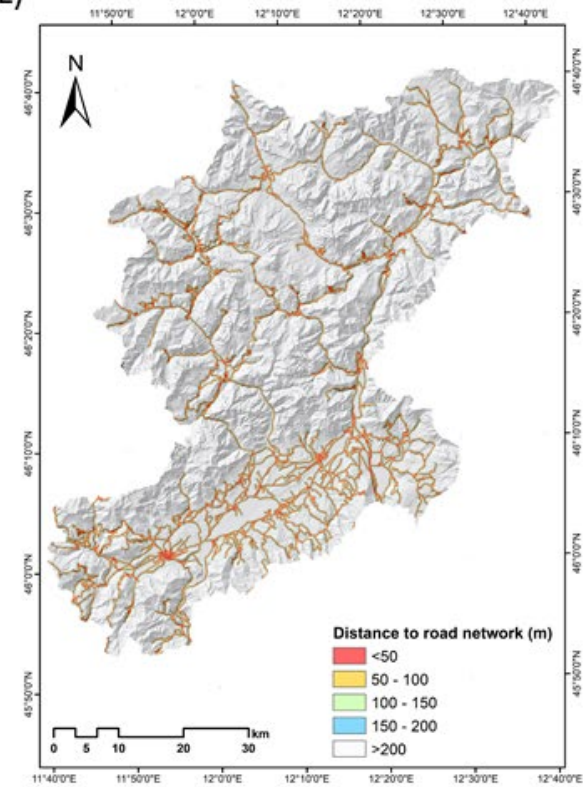 11°50'0"E 12°0'0"E 12°10'0"E 12°20'0"E 12°30'0"E 12°40'0"E
N
46°40'0"N
46°30'0"N
46°20'0"N
46°10'0"N
46°0'0"N
45°50'0"N
46°40'0"N
46°30'0"N
46°20'0"N
46°10'0"N
46°0'0"N
45°50'0"N
Distance to road network (m)
<50
50 - 100
100 - 150
150 - 200
>200
km
0 5 10 20 30
11°40'0"E 11°50'0"E 12°0'0"E 12°10'0"E 12°20'0"E 12°30'0"E 12°40'0"E